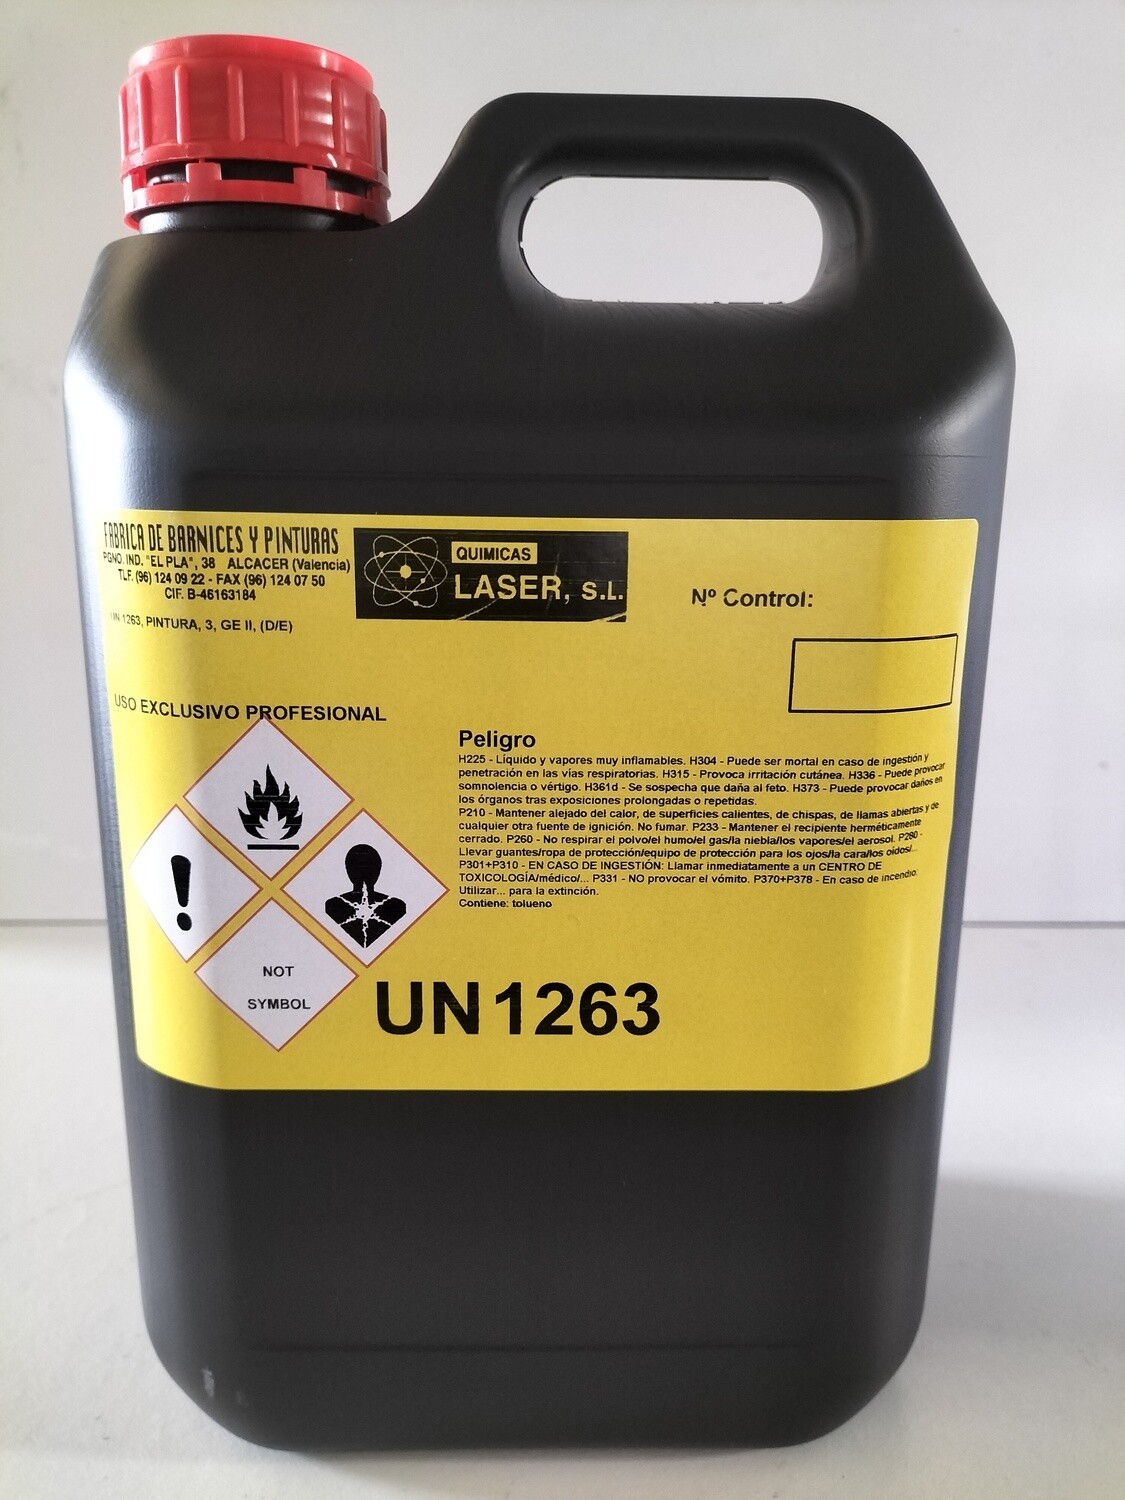 FABRICA DE BARNICES Y PINTURAS
PGNO. IND. "EL PLA", 38 ALCACER (Valencia)
TLF. (96) 124 09 22 - FAX (96) 124 07 50
CIF. B-46163184
UN 1263, PINTURA, 3, GE II, (D/E)
QUIMICAS
LASER, S.L.
Nº Control:
USO EXCLUSIVO PROFESIONAL
Peligro
H225 - Líquido y vapores muy inflamables. H304 - Puede ser mortal en caso de ingestión y
penetración en las vías respiratorias. H315 - Provoca irritación cutánea. H336 - Puede provocar
somnolencia o vértigo. H361d - Se sospecha que daña al feto. H373 - Puede provocar daños en
los órganos tras exposiciones prolongadas o repetidas.
P210 - Mantener alejado del calor, de superficies calientes, de chispas, de llamas abiertas y de
cualquier otra fuente de ignición. No fumar. P233 - Mantener el recipiente herméticamente
cerrado. P260 - No respirar el polvo/el humo/el gas/la niebla/los vapores/el aerosol. P280 -
Llevar guantes/ropa de protección/equipo de protección para los ojos/la cara/los oídos/...
P301+P310 - EN CASO DE INGESTIÓN: Llamar inmediatamente a un CENTRO DE
TOXICOLOGÍA/médico/... P331 - NO provocar el vómito. P370+P378 - En caso de incendio:
Utilizar... para la extinción.
Contiene: tolueno
NOT
SYMBOL
UN1263